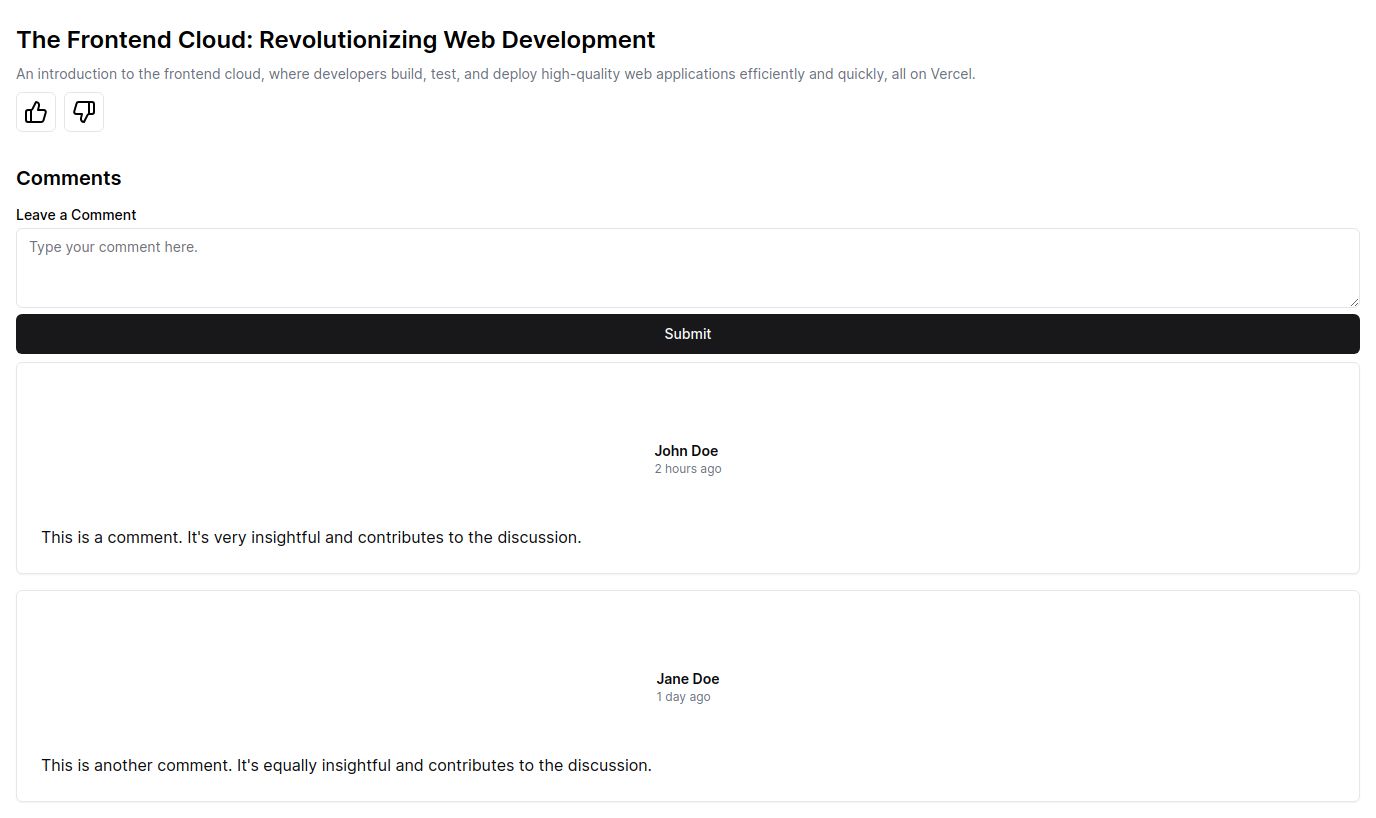 The Frontend Cloud: Revolutionizing Web Development
An introduction to the frontend cloud, where developers build, test, and deploy high-quality web applications efficiently and quickly, all on Vercel.
Comments
Leave a Comment
Type your comment here.
Submit
John Doe
2 hours ago
This is a comment. It's very insightful and contributes to the discussion.
Jane Doe
1 day ago
This is another comment. It's equally insightful and contributes to the discussion.